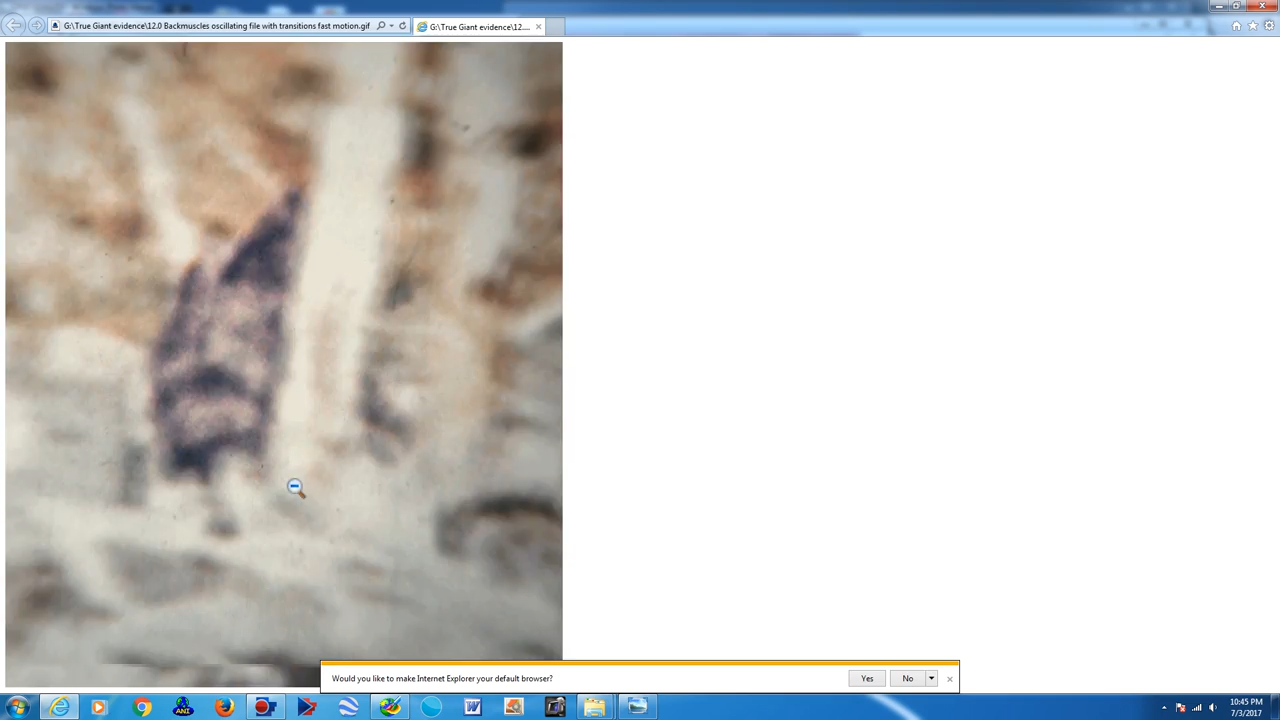 G:\True Giant evidence\12.0 Backmuscles oscillating file with transitions fast motion.gif
G:\True Giant evidence\12....
Would you like to make Internet Explorer your default browser?
Yes
No
ANI
W
10:45 PM
7/3/2017